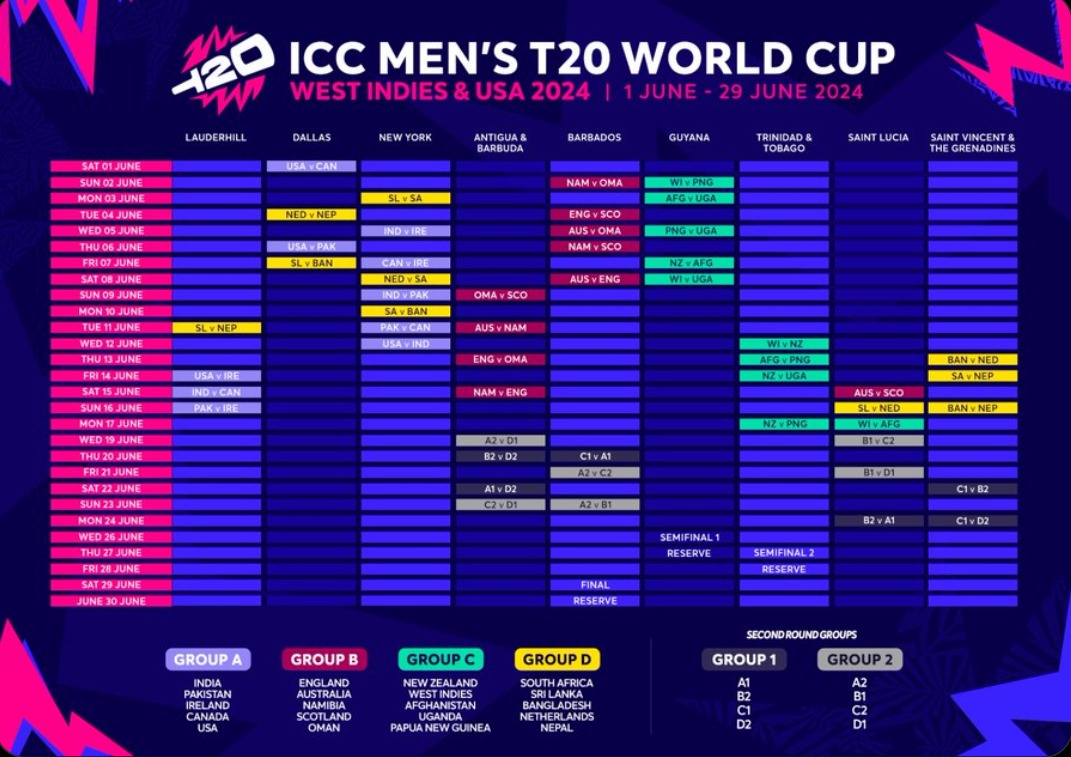 T20
ICC MEN'S T20 WORLD CUP
WEST INDIES & USA 2024 | 1 JUNE - 29 JUNE 2024
LAUDERHILL DALLAS NEW YORK ANTIGUA & BARBUDA BARBADOS GUYANA TRINIDAD & TOBAGO SAINT LUCIA SAINT VINCENT & THE GRENADINES
SAT 01 JUNE USA v CAN
SUN 02 JUNE NAM v OMA WI v PNG
MON 03 JUNE SL v SA AFG v UGA
TUE 04 JUNE NED v NEP ENG v SCO
WED 05 JUNE IND v IRE AUS v OMA PNG v UGA
THU 06 JUNE USA v PAK NAM v SCO
FRI 07 JUNE SL v BAN CAN v IRE NZ v AFG
SAT 08 JUNE NED v SA AUS v ENG WI v UGA
SUN 09 JUNE IND v PAK OMA v SCO
MON 10 JUNE SA v BAN
TUE 11 JUNE SL v NEP PAK v CAN AUS v NAM
WED 12 JUNE USA v IND WI v NZ
THU 13 JUNE ENG v OMA AFG v PNG BAN v NED
FRI 14 JUNE USA v IRE NZ v UGA SA v NEP
SAT 15 JUNE IND v CAN NAM v ENG AUS v SCO
SUN 16 JUNE PAK v IRE SL v NED BAN v NEP
MON 17 JUNE NZ v PNG WI v AFG
WED 19 JUNE A2 v D1 B1 v C2
THU 20 JUNE B2 v D2 C1 v A1
FRI 21 JUNE A2 v C2 B1 v D1
SAT 22 JUNE A1 v D2 C1 v B2
SUN 23 JUNE C2 v D1 A2 v B1
MON 24 JUNE B2 v A1 C1 v D2
WED 26 JUNE SEMIFINAL 1
THU 27 JUNE RESERVE SEMIFINAL 2
FRI 28 JUNE RESERVE
SAT 29 JUNE FINAL
JUNE 30 JUNE RESERVE
SECOND ROUND GROUPS
GROUP A GROUP B GROUP C GROUP D GROUP 1 GROUP 2
INDIA ENGLAND NEW ZEALAND SOUTH AFRICA A1 A2
PAKISTAN AUSTRALIA WEST INDIES SRI LANKA B2 B1
IRELAND NAMIBIA AFGHANISTAN BANGLADESH C1 C2
CANADA SCOTLAND UGANDA NETHERLANDS D2 D1
USA OMAN PAPUA NEW GUINEA NEPAL